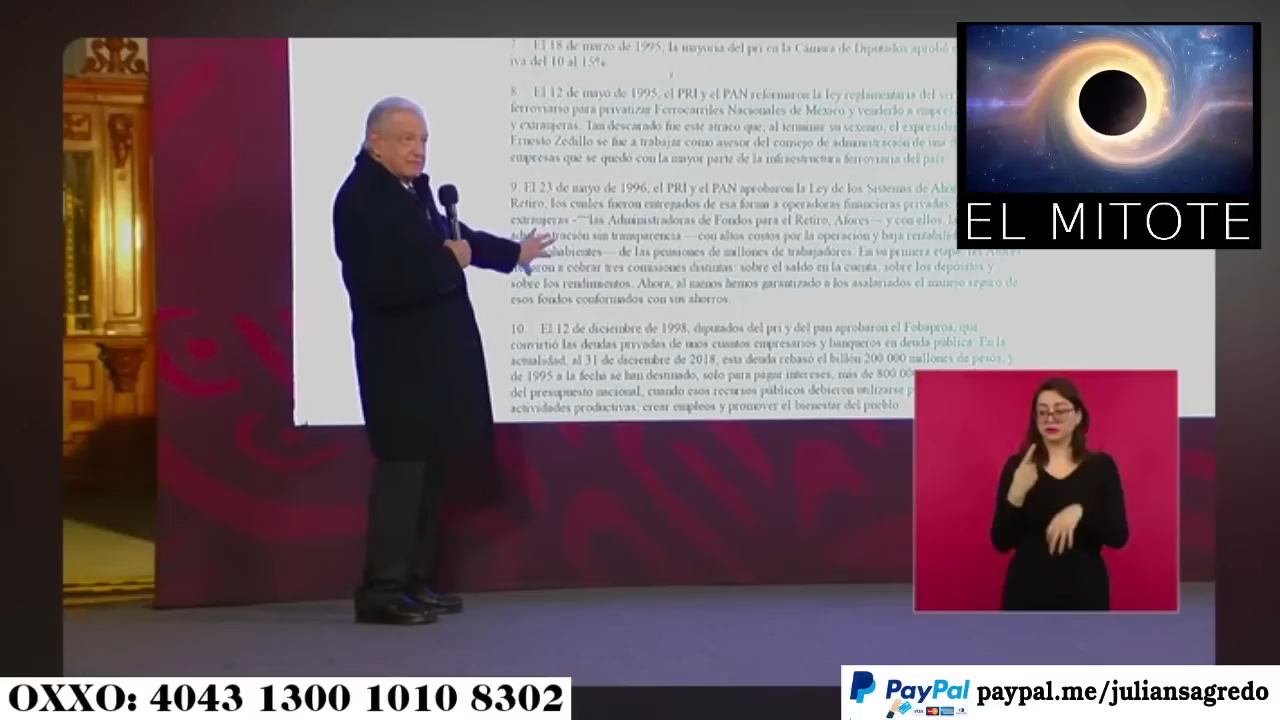 7. El 18 de marzo de 1995, la mayoría del pri en la Cámara de Diputados aprobó
iva del 10 al 15%.
8. El 12 de mayo de 1995, el PRI y el PAN reformaron la ley reglamentaria del
ferroviario para privatizar Ferrocarriles Nacionales de México y venderlo a
y extranjeras. Tan descarado fue este atraco que, al terminar su sexenio, el
Ernesto Zedillo se fue a trabajar como asesor del consejo de administración de
empresas que se quedó con la mayor parte de la infraestructura ferroviaria del país
9. El 23 de mayo de 1996, el PRI y el PAN aprobaron la Ley de los Sistemas de
Retiro, los cuales fueron entregados de esa forma a operadoras financieras privadas
extranjeras -las Administradoras de Fondos para el Retiro, Afores— y con ellos,
sin transparencia —con altos costos por la operación y baja
de las pensiones de millones de trabajadores. En su primera etapa, las Afores
a cobrar tres comisiones distintas: sobre el saldo en la cuenta, sobre los depósitos y
sobre los rendimientos. Ahora, al menos hemos garantizado a los asalariados el manejo seguro de
esos fondos conformados con sus ahorros.
10. El 12 de diciembre de 1998, diputados del pri y del pan aprobaron el Fobaproa, que
convirtió las deudas privadas de unos cuantos empresarios y banqueros en deuda pública. En la
actualidad, al 31 de diciembre de 2018, esta deuda rebasó el billón 200 000 millones de pesos, y
de 1995 a la fecha se han destinado, solo para pagar intereses, más de 800
del presupuesto nacional, cuando esos recursos públicos debieron utilizarse
actividades productivas, crear empleos y promover el bienestar del pueblo
EL MITOTE
OXXO: 4043 1300 1010 8302
PayPal paypal.me/juliansagredo